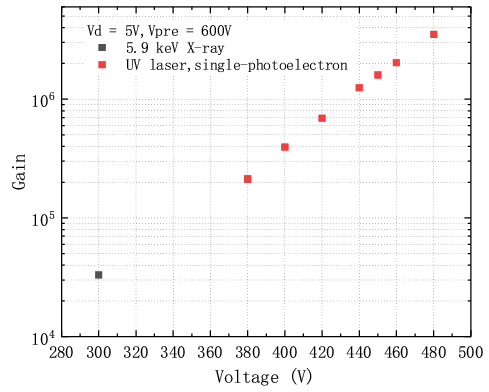 Vd = 5V,Vpre = 600V
5.9 keV X-ray
UV laser,single-photoelectron
10^6
10^5
10^4
Gain
280 300 320 340 360 380 400 420 440 460 480 500
Voltage (V)